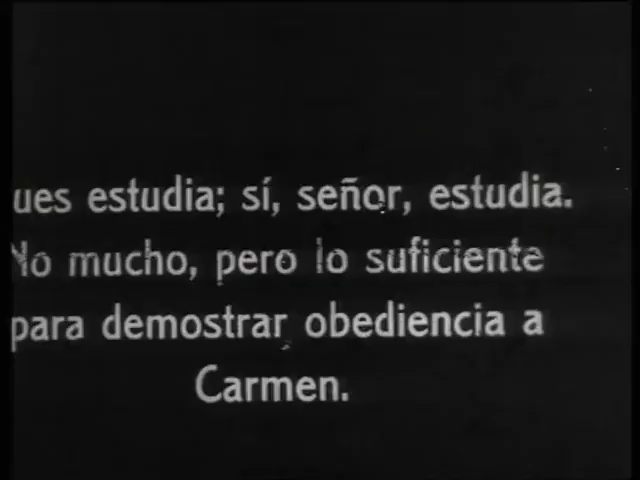 ues estudia; sí, señor, estudia.
No mucho, pero lo suficiente
para demostrar obediencia a
Carmen.